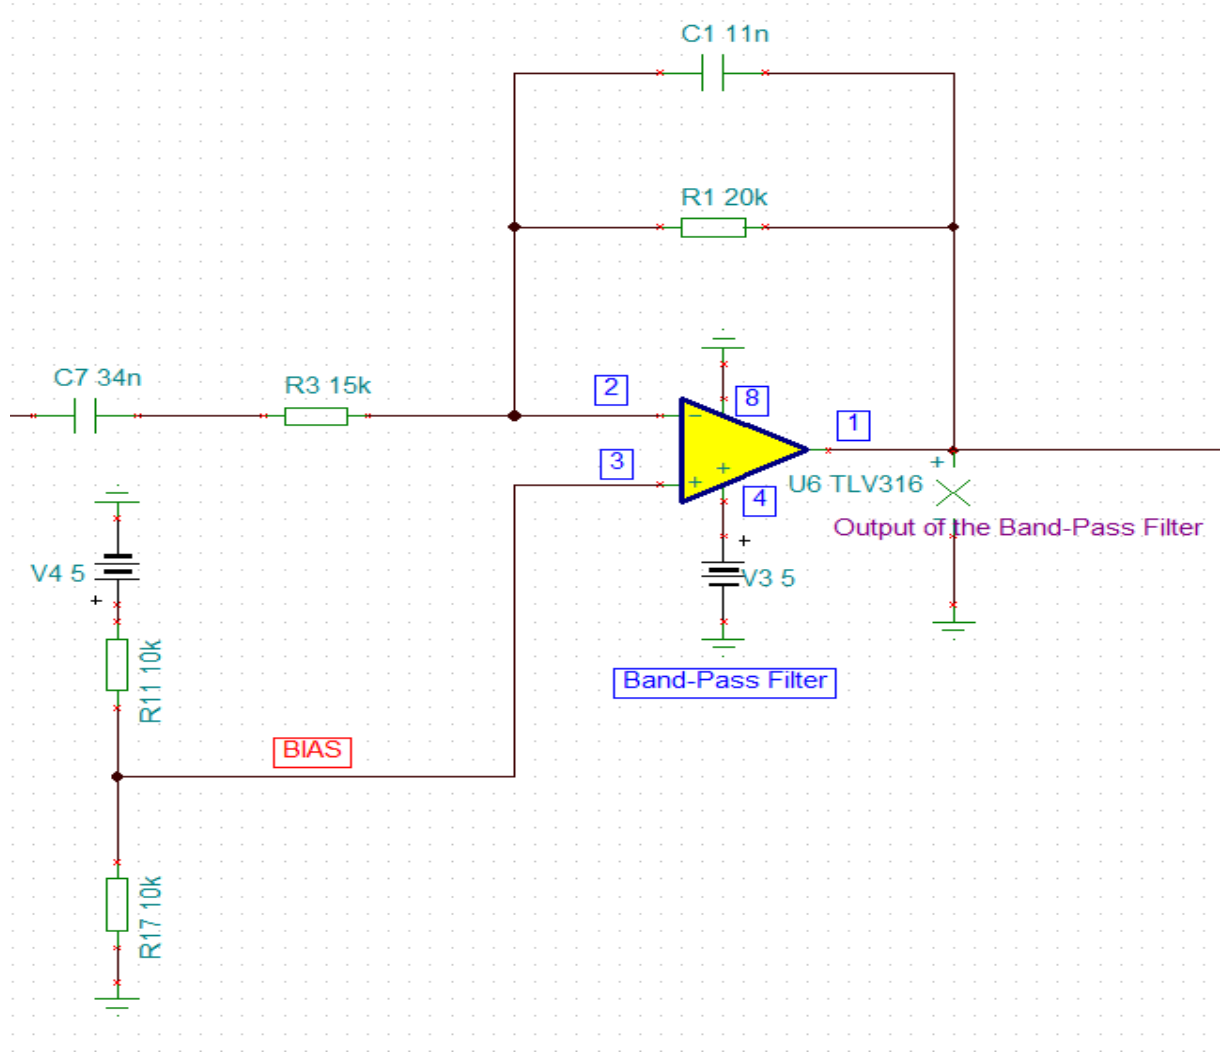 C1 11n
R1 20k
C7 34n
R3 15k
2
8
1
3
+
4
U6 TLV316
Output of the Band-Pass Filter
V4 5
+
+
V3 5
R11 10k
Band-Pass Filter
BIAS
R17 10k